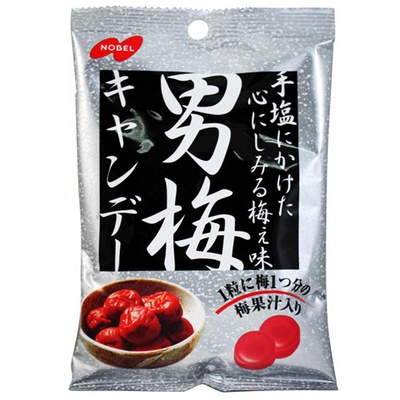 NOBEL
手塩にかけた
心にしみる梅ぇ味
男梅
キャンデー
1粒に梅1つ分の
梅果汁入り